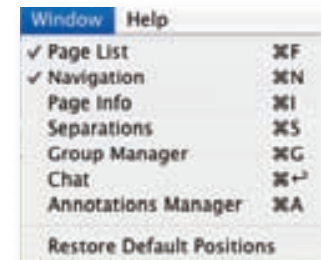 Window Help
✓ Page List ⌘F
✓ Navigation ⌘N
Page Info ⌘I
Separations ⌘S
Group Manager ⌘G
Chat ⌘↩
Annotations Manager ⌘A
Restore Default Positions